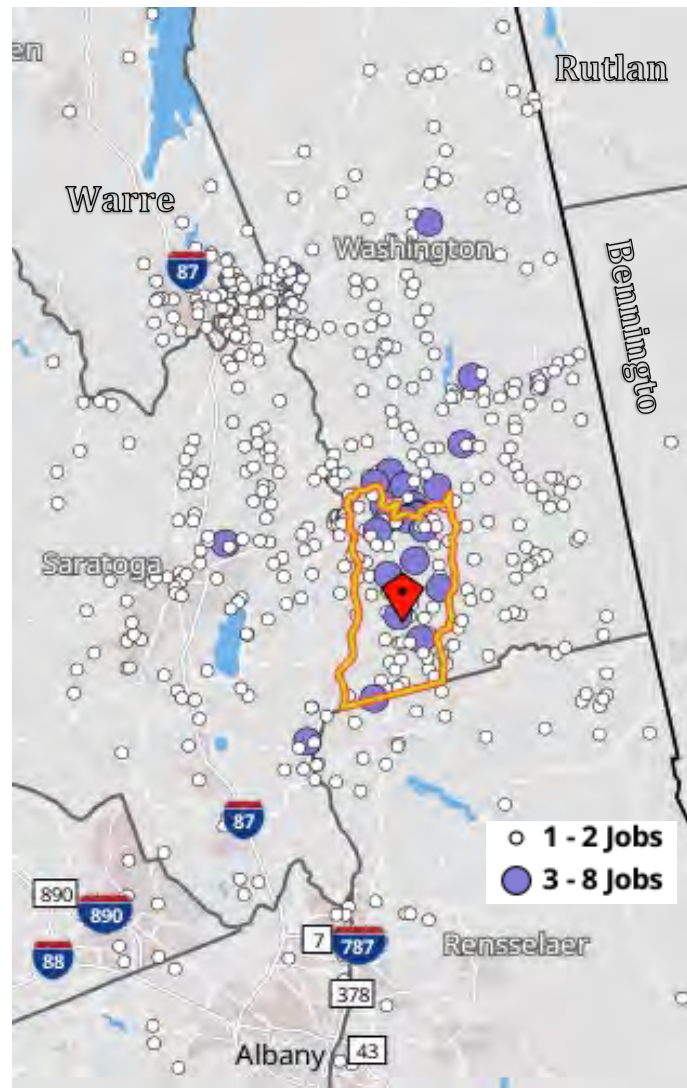 en
Rutlan
Warre
87
Washington
Benningto
Saratoga
87
1 - 2 Jobs
3 - 8 Jobs
890
890
7
787
Rensselaer
88
378
Albany
43